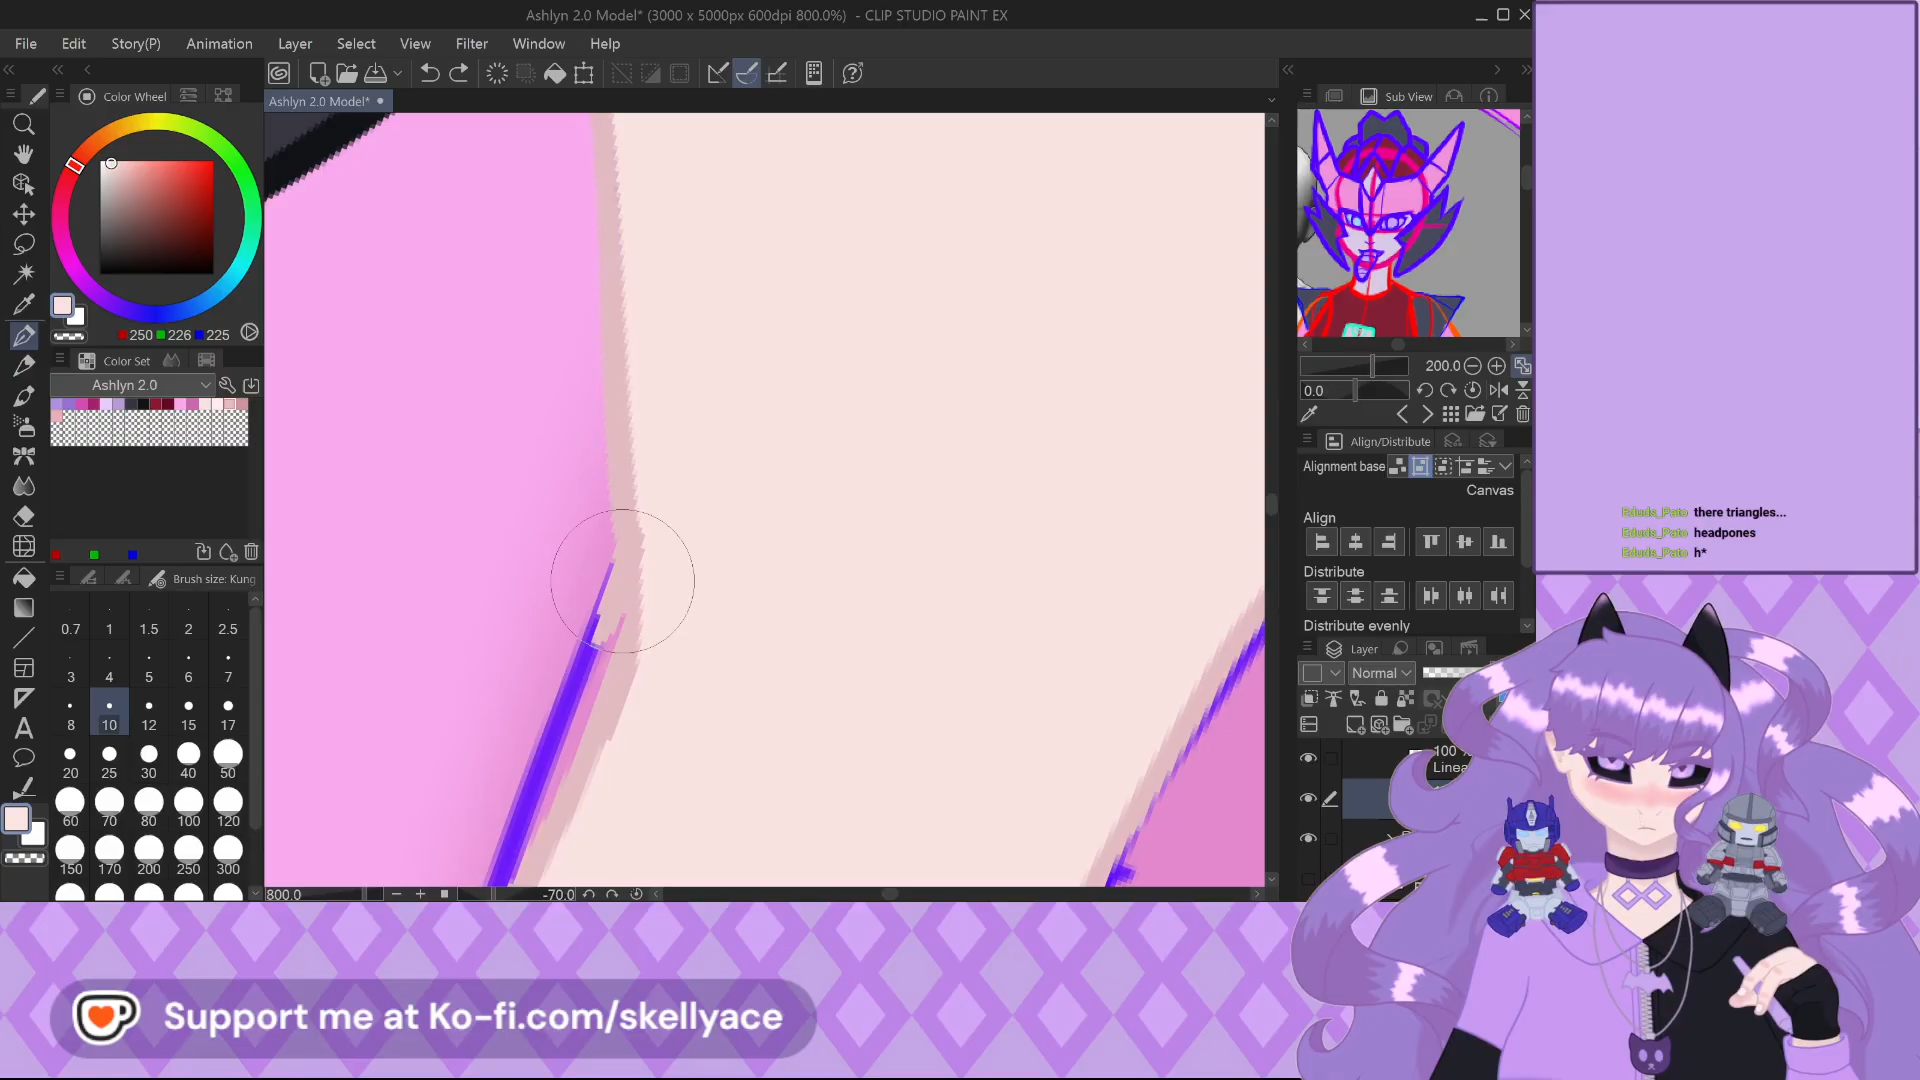 Ashlyn 2.0 Model* (3000 x 5000px 600dpi 800.0%) - CLIP STUDIO PAINT EX
File Edit Story(P) Animation Layer Select View Filter Window Help
Color Wheel
Ashlyn 2.0 Model*
Sub View
250 226 225
Color Set
Ashlyn 2.0
200.0
0.0
Align/Distribute
Alignment base
Canvas
Align
Distribute
Distribute evenly
Eduds_Pato there triangles...
Eduds_Pato headpones
Eduds_Pato h*
Brush size: Kung
0.7 1 1.5 2 2.5
3 4 5 6 7
8 10 12 15 17
20 25 30 40 50
60 70 80 100 120
150 170 200 250 300
Layer
Normal
100 %
Linea
800.0
-70.0
Support me at Ko-fi.com/skellyace